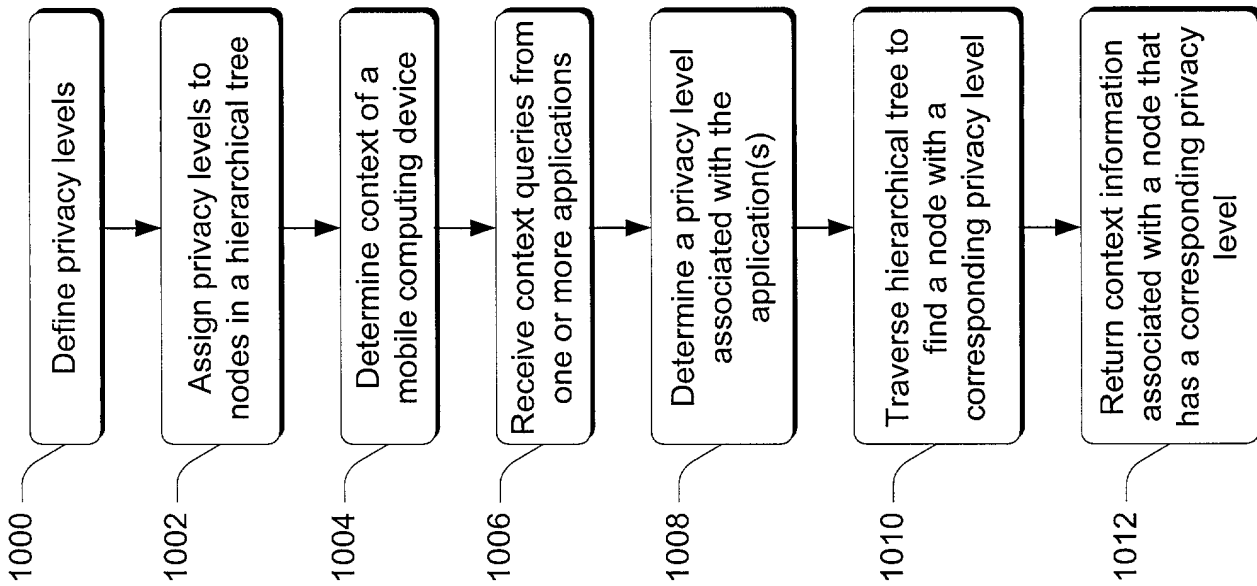 1000
Define privacy levels
1002
Assign privacy levels to
nodes in a hierarchical tree
1004
Determine context of a
mobile computing device
1006
Receive context queries from
one or more applications
1008
Determine a privacy level
associated with the
application(s)
1010
Traverse hierarchical tree to
find a node with a
corresponding privacy level
1012
Return context information
associated with a node that
has a corresponding privacy
level